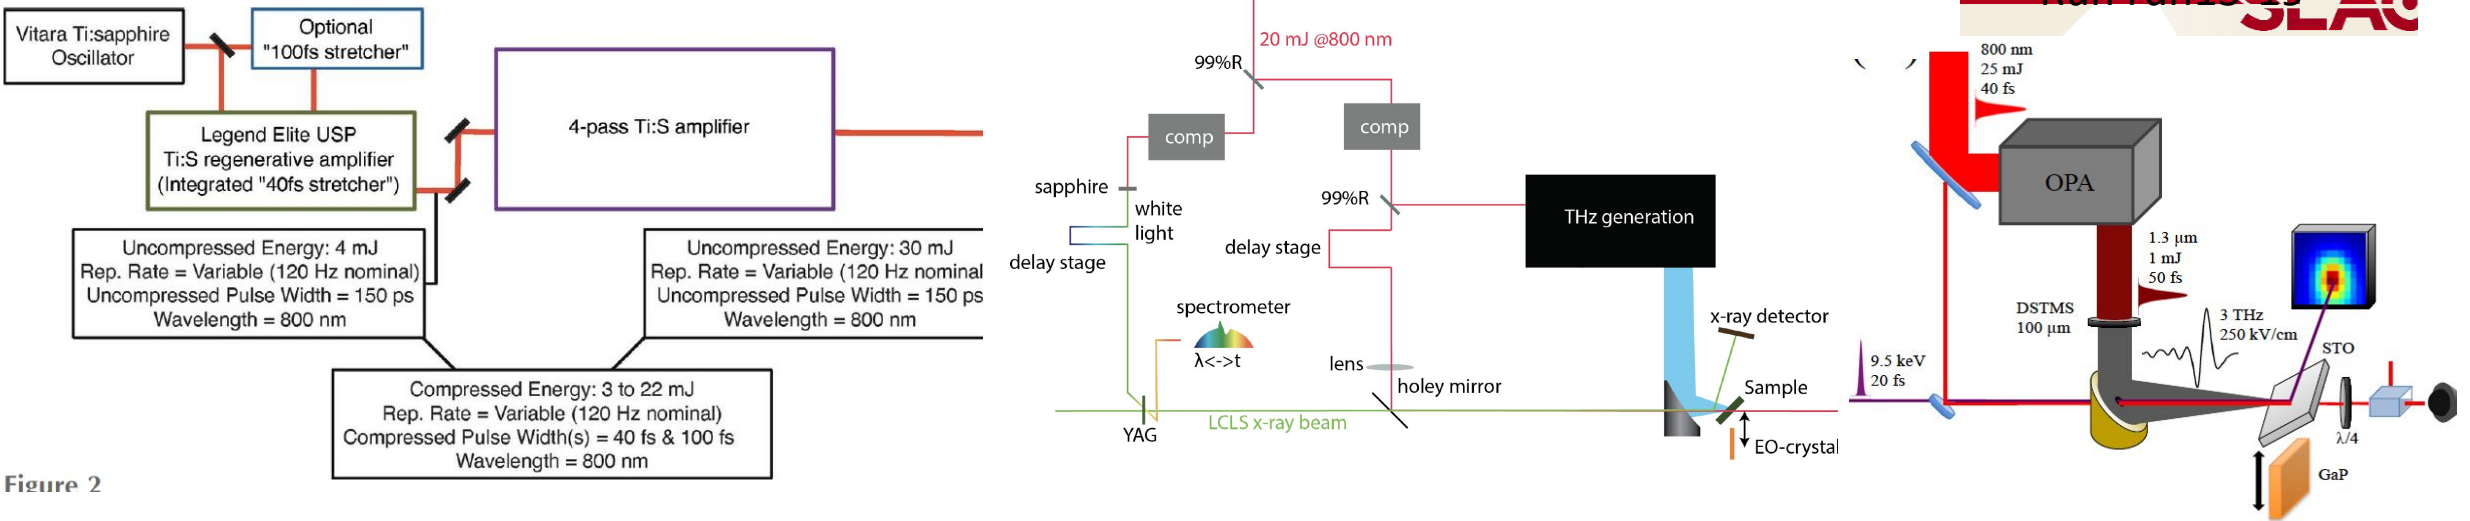 Vitara Ti:sapphire
Oscillator
Optional
"100fs stretcher"
Legend Elite USP
Ti:S regenerative amplifier
(Integrated "40fs stretcher")
4-pass Ti:S amplifier
Uncompressed Energy: 4 mJ
Rep. Rate = Variable (120 Hz nominal)
Uncompressed Pulse Width = 150 ps
Wavelength = 800 nm
Uncompressed Energy: 30 mJ
Rep. Rate = Variable (120 Hz nominal
Uncompressed Pulse Width = 150 ps
Wavelength = 800 nm
Compressed Energy: 3 to 22 mJ
Rep. Rate = Variable (120 Hz nominal)
Compressed Pulse Width(s) = 40 fs & 100 fs
Wavelength = 800 nm
Figure 2
20 mJ @800 nm
99%R
comp
comp
sapphire
white
light
delay stage
99%R
THz generation
delay stage
spectrometer
λ<->t
x-ray detector
lens
holey mirror
Sample
LCLS x-ray beam
YAG
EO-crystal
SLAC
800 nm
25 mJ
40 fs
OPA
1.3 μm
1 mJ
50 fs
DSTMS
100 μm
3 THz
250 kV/cm
STO
9.5 keV
20 fs
λ/4
GaP